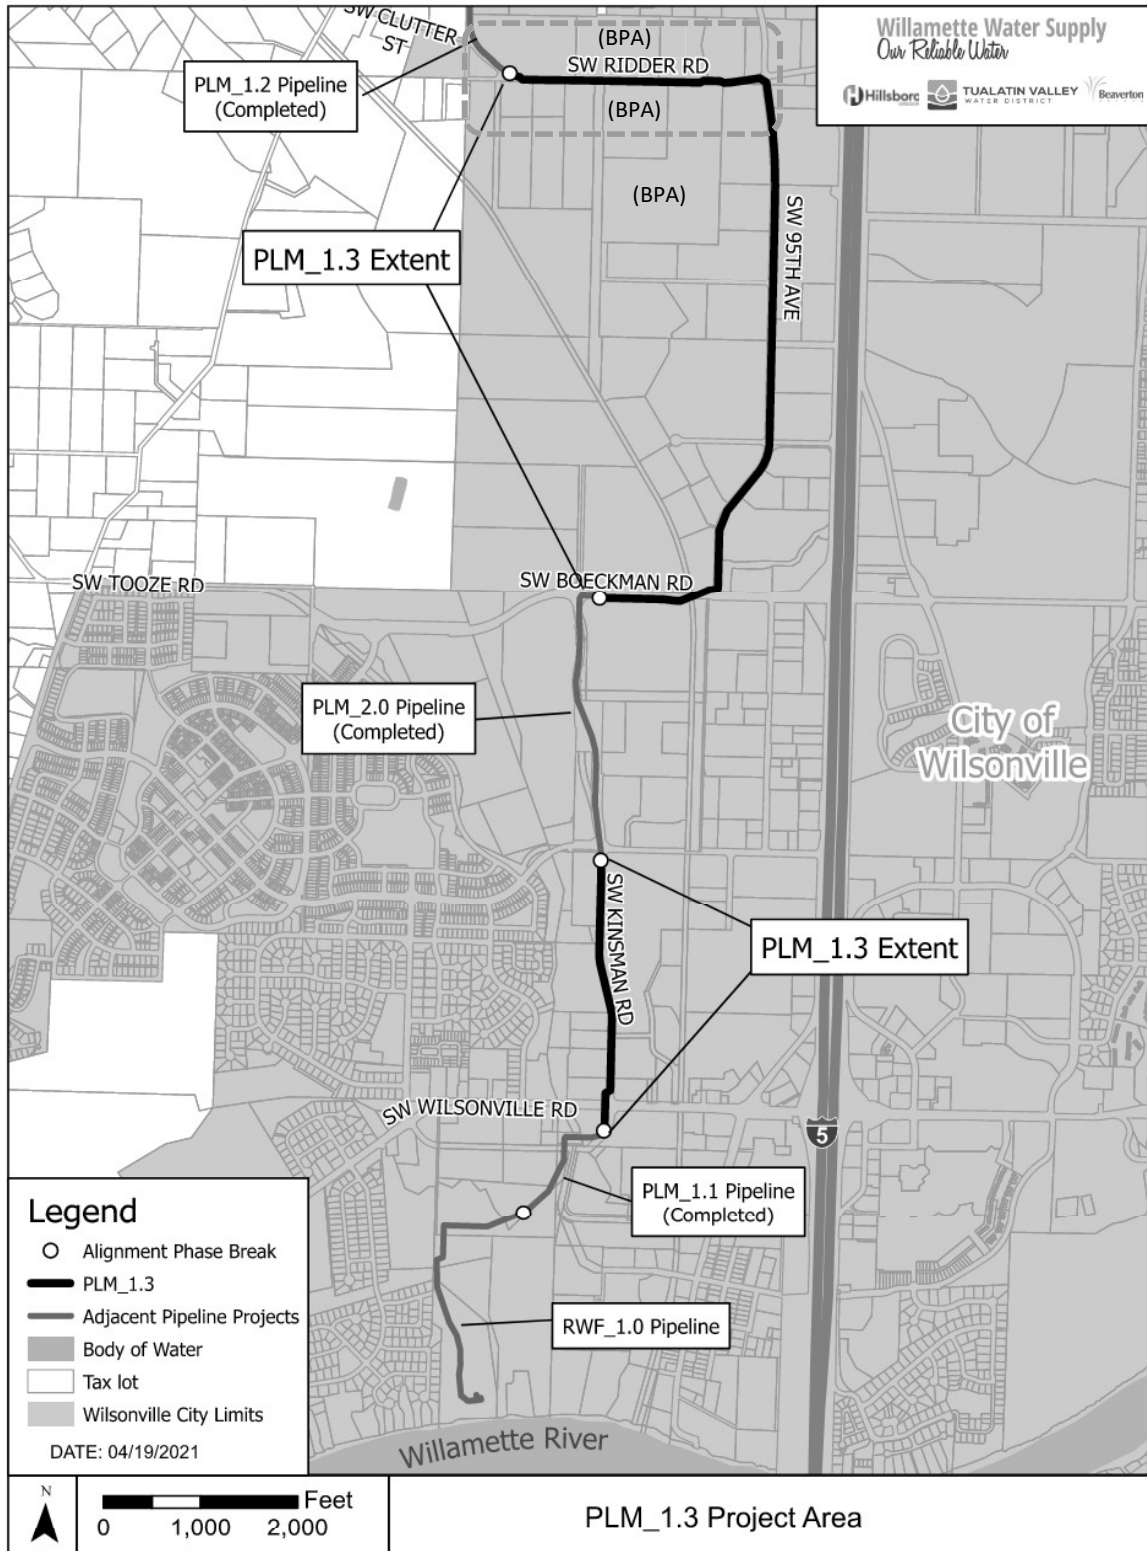 SW CLUTTER
ST
(BPA)
SW RIDDER RD
(BPA)
(BPA)
PLM_1.2 Pipeline
(Completed)
Willamette Water Supply
Our Reliable Water
Hillsboro
TUALATIN VALLEY
WATER DISTRICT
Beaverton
PLM_1.3 Extent
SW 95TH AVE
SW TOOZE RD
SW BOECKMAN RD
PLM_2.0 Pipeline
(Completed)
City of
Wilsonville
SW KINSMAN RD
PLM_1.3 Extent
SW WILSONVILLE RD
5
PLM_1.1 Pipeline
(Completed)
RWF_1.0 Pipeline
Willamette River
Legend
Alignment Phase Break
PLM_1.3
Adjacent Pipeline Projects
Body of Water
Tax lot
Wilsonville City Limits
DATE: 04/19/2021
N
Feet
0 1,000 2,000
PLM_1.3 Project Area